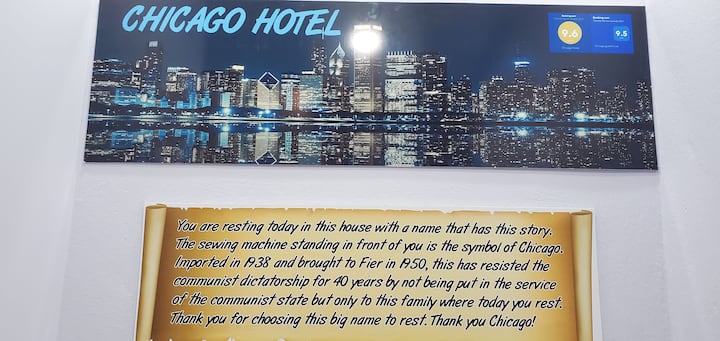 CHICAGO HOTEL
9.6
9.5
You are resting today in this house with a name that has this story.
The sewing machine standing in front of you is the symbol of Chicago.
Imported in 1938 and brought to Fier in 1950, this has resisted the
communist dictatorship for 40 years by not being put in the service
of the communist state but only to this family where today you rest.
Thank you for choosing this big name to rest. Thank you Chicago!